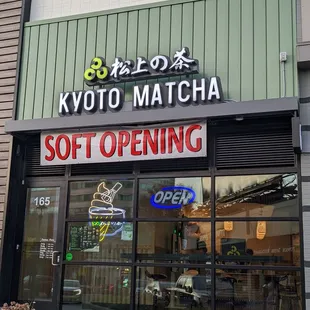 松上の茶
KYOTO MATCHA
SOFT OPENING
165
OPEN